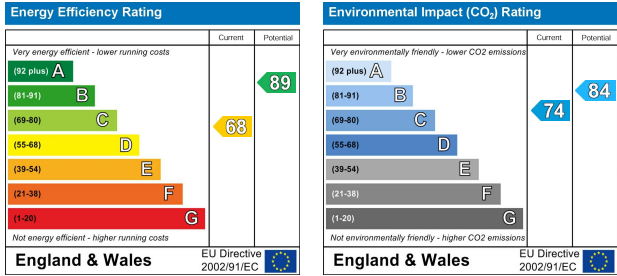 Energy Efficiency Rating
Current Potential
Very energy efficient - lower running costs
(92 plus) A
(81-91) B
(69-80) C
(55-68) D
(39-54) E
(21-38) F
(1-20) G
68
89
Not energy efficient - higher running costs
England & Wales
EU Directive
2002/91/EC
Environmental Impact (CO₂) Rating
Current Potential
Very environmentally friendly - lower CO2 emissions
(92 plus) A
(81-91) B
(69-80) C
(55-68) D
(39-54) E
(21-38) F
(1-20) G
74
84
Not environmentally friendly - higher CO2 emissions
England & Wales
EU Directive
2002/91/EC